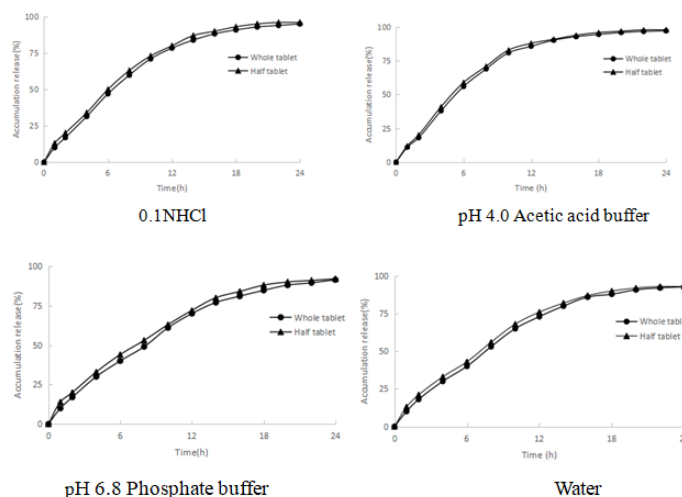 100
75
50
25
0
Accumulation release(%)
Whole tablet
Half tablet
0 6 12 18 24
Time(h)
0.1NHCl
100
75
50
25
0
Accumulation release(%)
Whole tablet
Half tablet
0 6 12 18 24
Time(h)
pH 4.0 Acetic acid buffer
100
75
50
25
0
Accumulation release(%)
Whole tablet
Half tablet
0 6 12 18 24
Time(h)
pH 6.8 Phosphate buffer
100
75
50
25
0
Accumulation release(%)
Whole table
Half tablet
0 6 12 18
Time(h)
Water